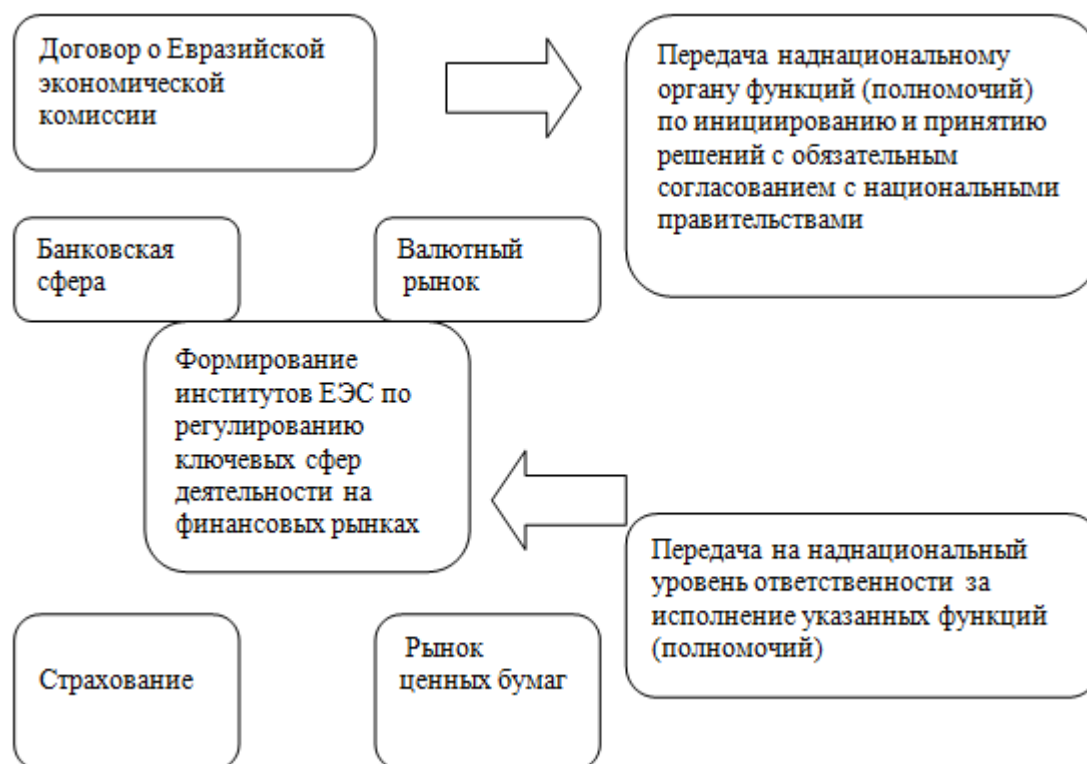 Договор о Евразийской
экономической
комиссии
Передача наднациональному
органу функций (полномочий)
по инициированию и принятию
решений с обязательным
согласованием с национальными
правительствами
Банковская
сфера
Валютный
рынок
Формирование
институтов ЕЭС по
регулированию
ключевых сфер
деятельности на
финансовых рынках
Передача на наднациональный
уровень ответственности за
исполнение указанных функций
(полномочий)
Страхование
Рынок
ценных бумаг